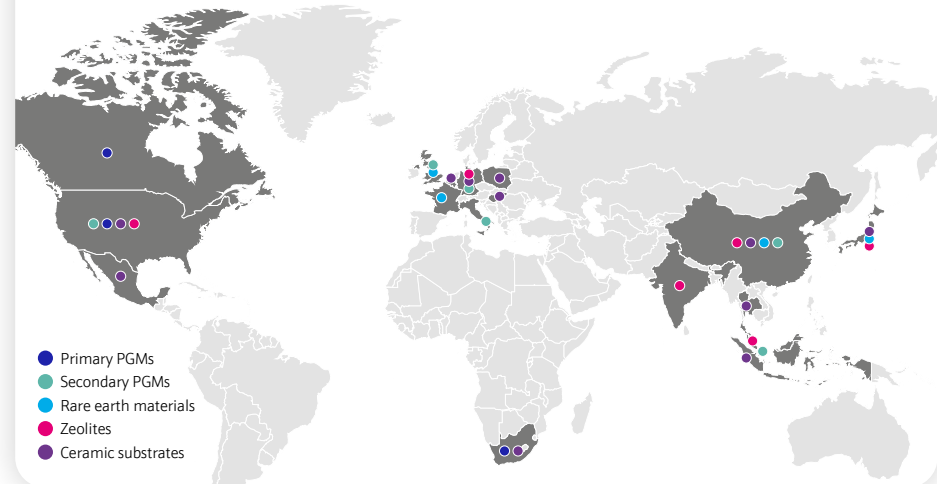 Primary PGMs
Secondary PGMs
Rare earth materials
Zeolites
Ceramic substrates